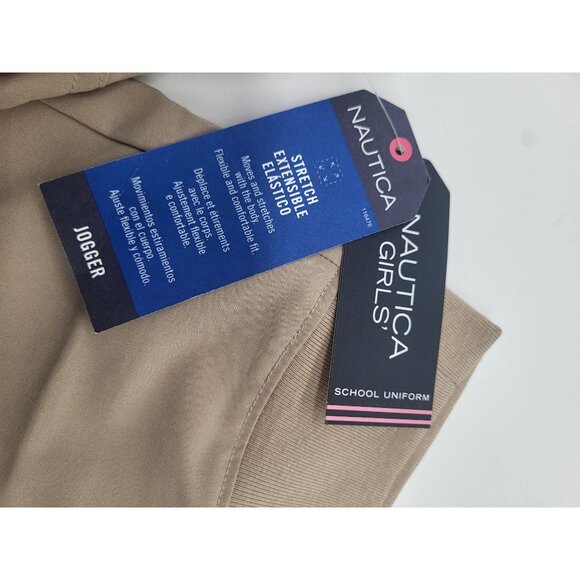 NAUTICA
STRETCH
EXTENSIBLE
ELÁSTICO
Moves and stretches
with the body.
Flexible and comfortable fit.
Déplace et étirements
avec le corps.
Ajustement flexible
e confortable.
Movimientos estiramientos
con el cuerpo.
Ajuste flexible y cómodo.
JOGGER
NAUTICA
GIRLS'
SCHOOL UNIFORM